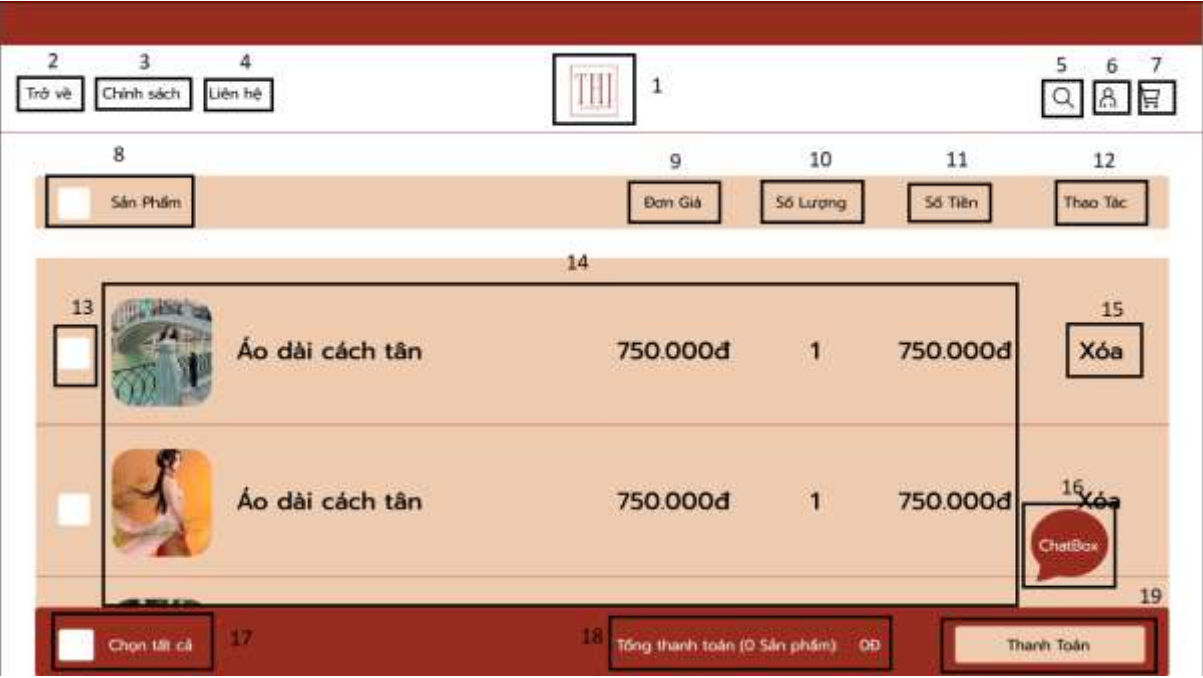 2 3 4 5 6 7
Trở về Chính sách Liên hệ THI 1
8 9 10 11 12
Sản Phẩm Đơn Giá Số Lượng Số Tiền Thao Tác
14
13 15
Áo dài cách tân 750.000đ 1 750.000đ Xóa
16
Áo dài cách tân 750.000đ 1 750.000đ Xóa
ChatBox
19
Chọn tất cả 17 18 Tổng thanh toán (0 Sản phẩm) 0Đ Thanh Toán